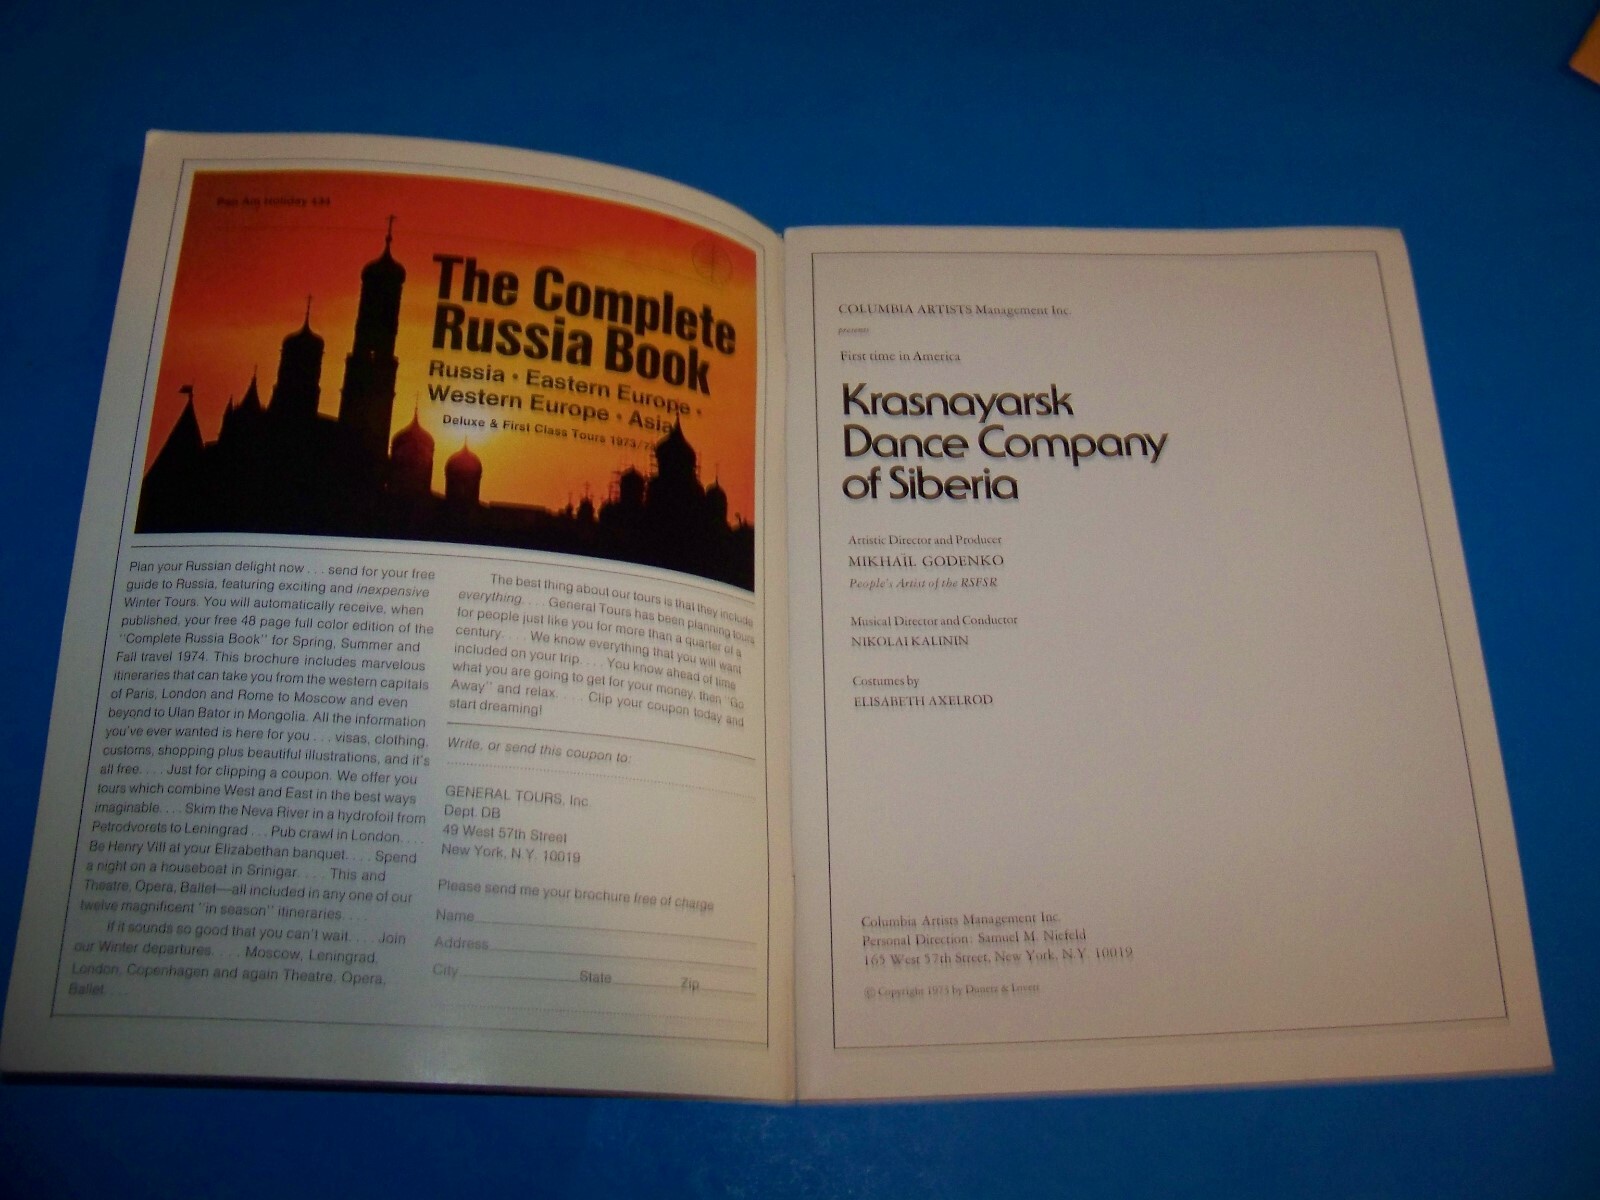 Pan Am Holiday 434
The Complete
Russia Book
Russia • Eastern Europe •
Western Europe • Asia
Deluxe & First Class Tours 1973/74
Plan your Russian delight now . . . send for your free
guide to Russia, featuring exciting and inexpensive
Winter Tours. You will automatically receive, when
published, your free 48 page full color edition of the
"Complete Russia Book" for Spring, Summer and
Fall travel 1974. This brochure includes marvelous
itineraries that can take you from the western capitals
of Paris, London and Rome to Moscow and even
beyond to Ulan Bator in Mongolia. All the information
you've ever wanted is here for you . . . visas, clothing,
customs, shopping plus beautiful illustrations, and it's
all free. . . . Just for clipping a coupon. We offer you
tours which combine West and East in the best ways
imaginable. . . . Skim the Neva River in a hydrofoil from
Petrodvorets to Leningrad . . . Pub crawl in London. . . .
Be Henry VIII at your Elizabethan banquet. . . . Spend
a night on a houseboat in Srinigar. . . . This and
Theatre, Opera, Ballet—all included in any one of our
twelve magnificent "in season" itineraries. . . .
If it sounds so good that you can't wait. . . . Join
our Winter departures. . . . Moscow, Leningrad,
London, Copenhagen and again Theatre, Opera,
Ballet. . . .
The best thing about our tours is that they include
everything. . . . General Tours has been planning tours
for people just like you for more than a quarter of a
century. . . . We know everything that you will want
included on your trip. . . . You know ahead of time
what you are going to get for your money, then "Go
Away" and relax. . . . Clip your coupon today and
start dreaming!
Write, or send this coupon to:
GENERAL TOURS, Inc.
Dept. DB
49 West 57th Street
New York, N.Y. 10019
Please send me your brochure free of charge
Name
Address
City State Zip
COLUMBIA ARTISTS Management Inc.
presents
First time in America
Krasnayarsk
Dance Company
of Siberia
Artistic Director and Producer
MIKHAÏL GODENKO
People's Artist of the RSFSR
Musical Director and Conductor
NIKOLAI KALININ
Costumes by
ELISABETH AXELROD
Columbia Artists Management Inc.
Personal Direction: Samuel M. Niefeld
165 West 57th Street, New York, N.Y. 10019
© Copyright 1973 by Dunetz & Lovett